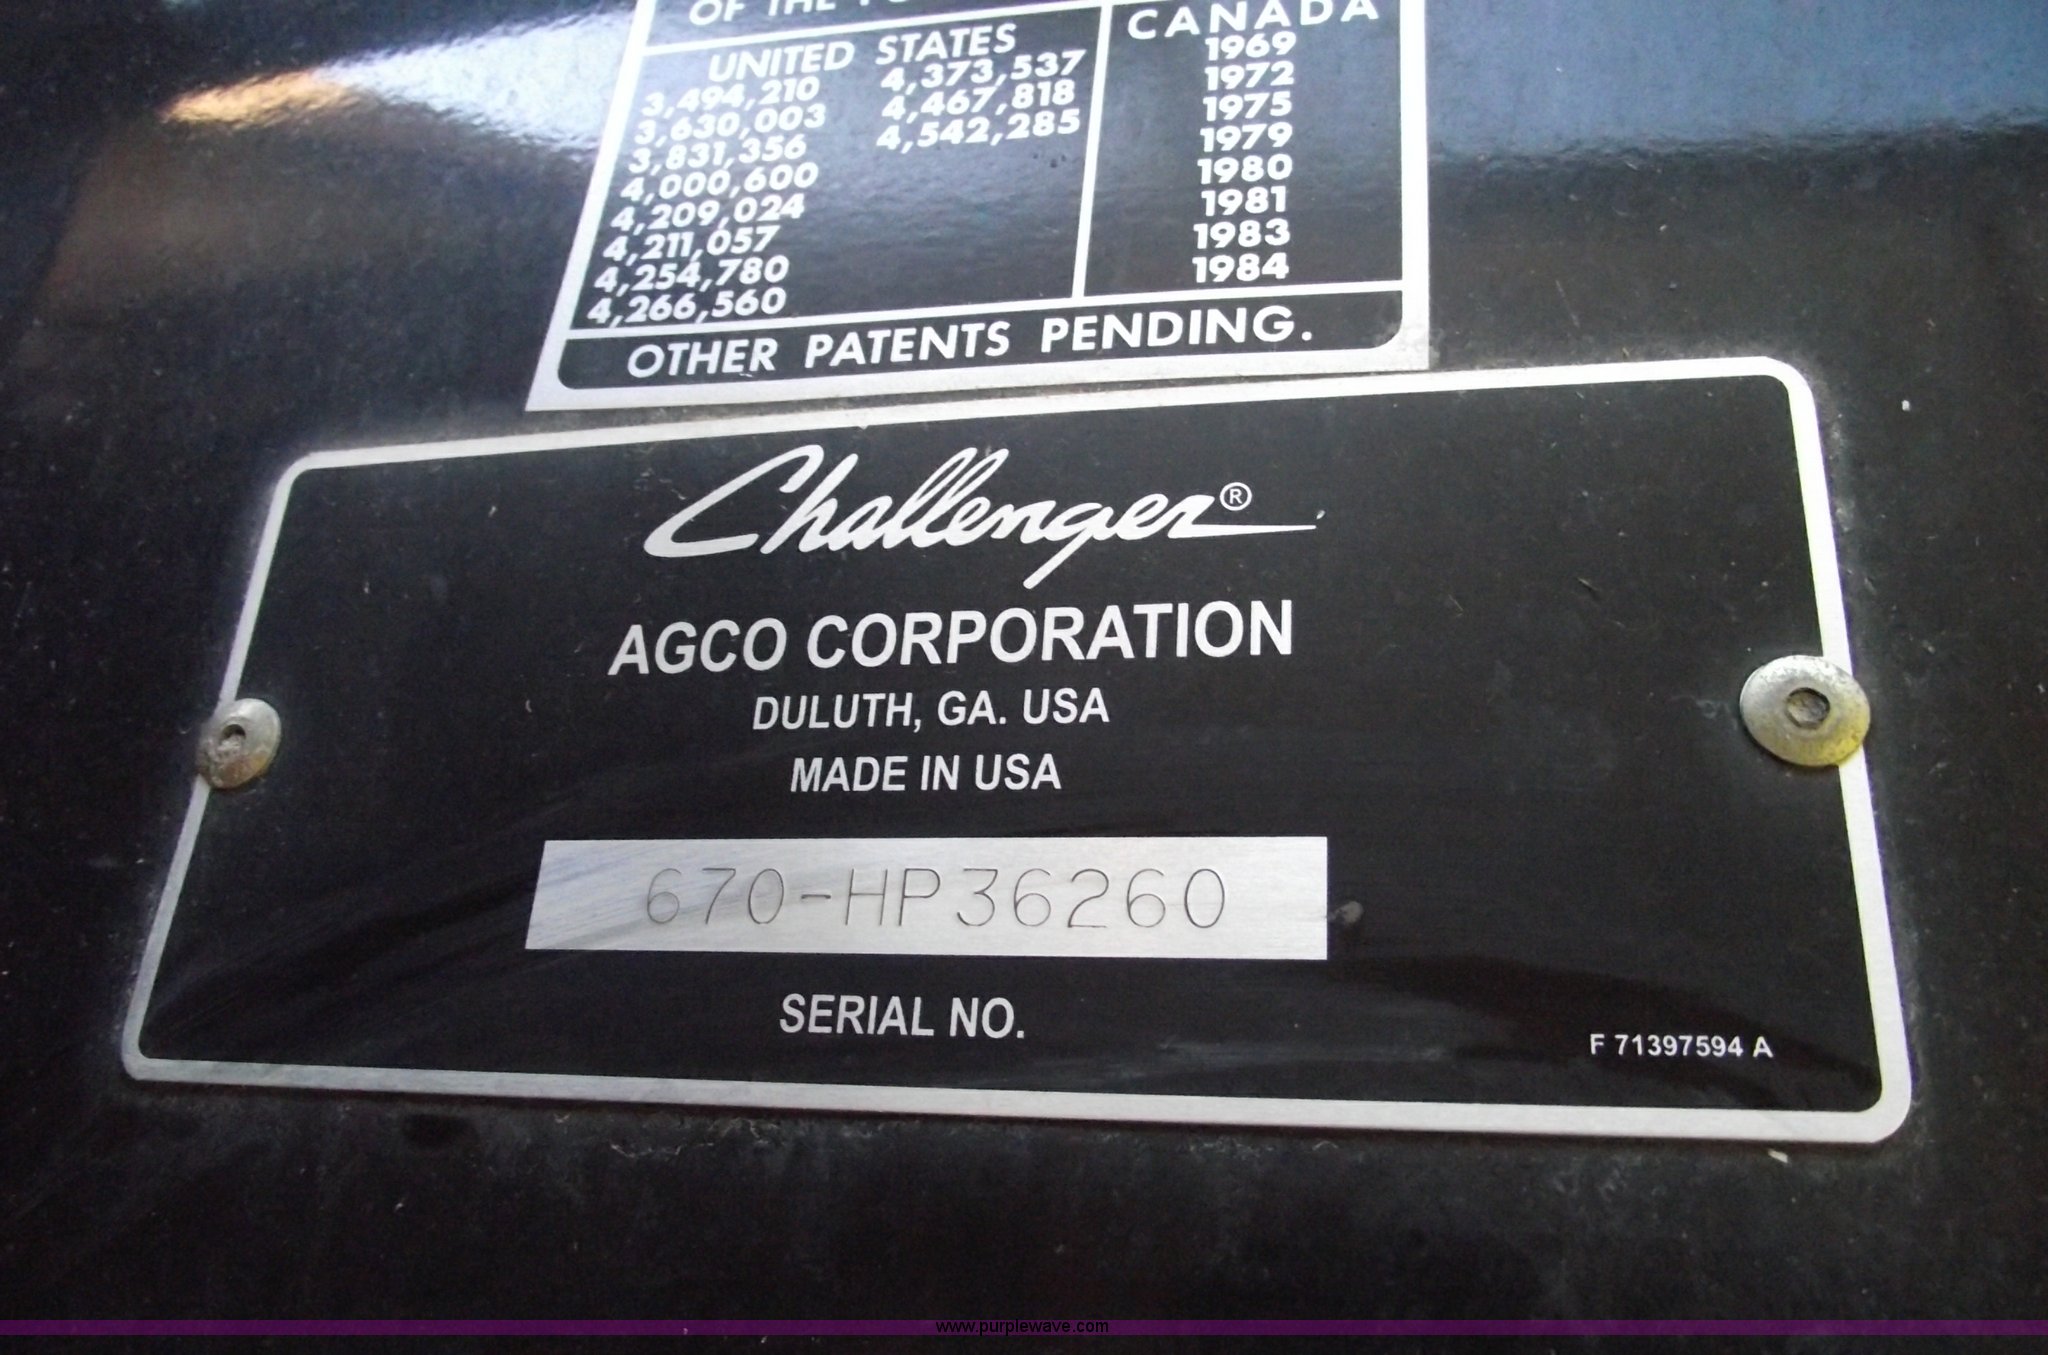 OF THE
UNITED STATES
3,494,210
3,630,003
3,831,356
4,000,600
4,209,024
4,211,057
4,254,780
4,266,560
4,373,537
4,467,818
4,542,285
CANADA
1969
1972
1975
1979
1980
1981
1983
1984
OTHER PATENTS PENDING.
Challenger®
AGCO CORPORATION
DULUTH, GA. USA
MADE IN USA
670-HP36260
SERIAL NO.
F 71397594 A
www.purplewave.com